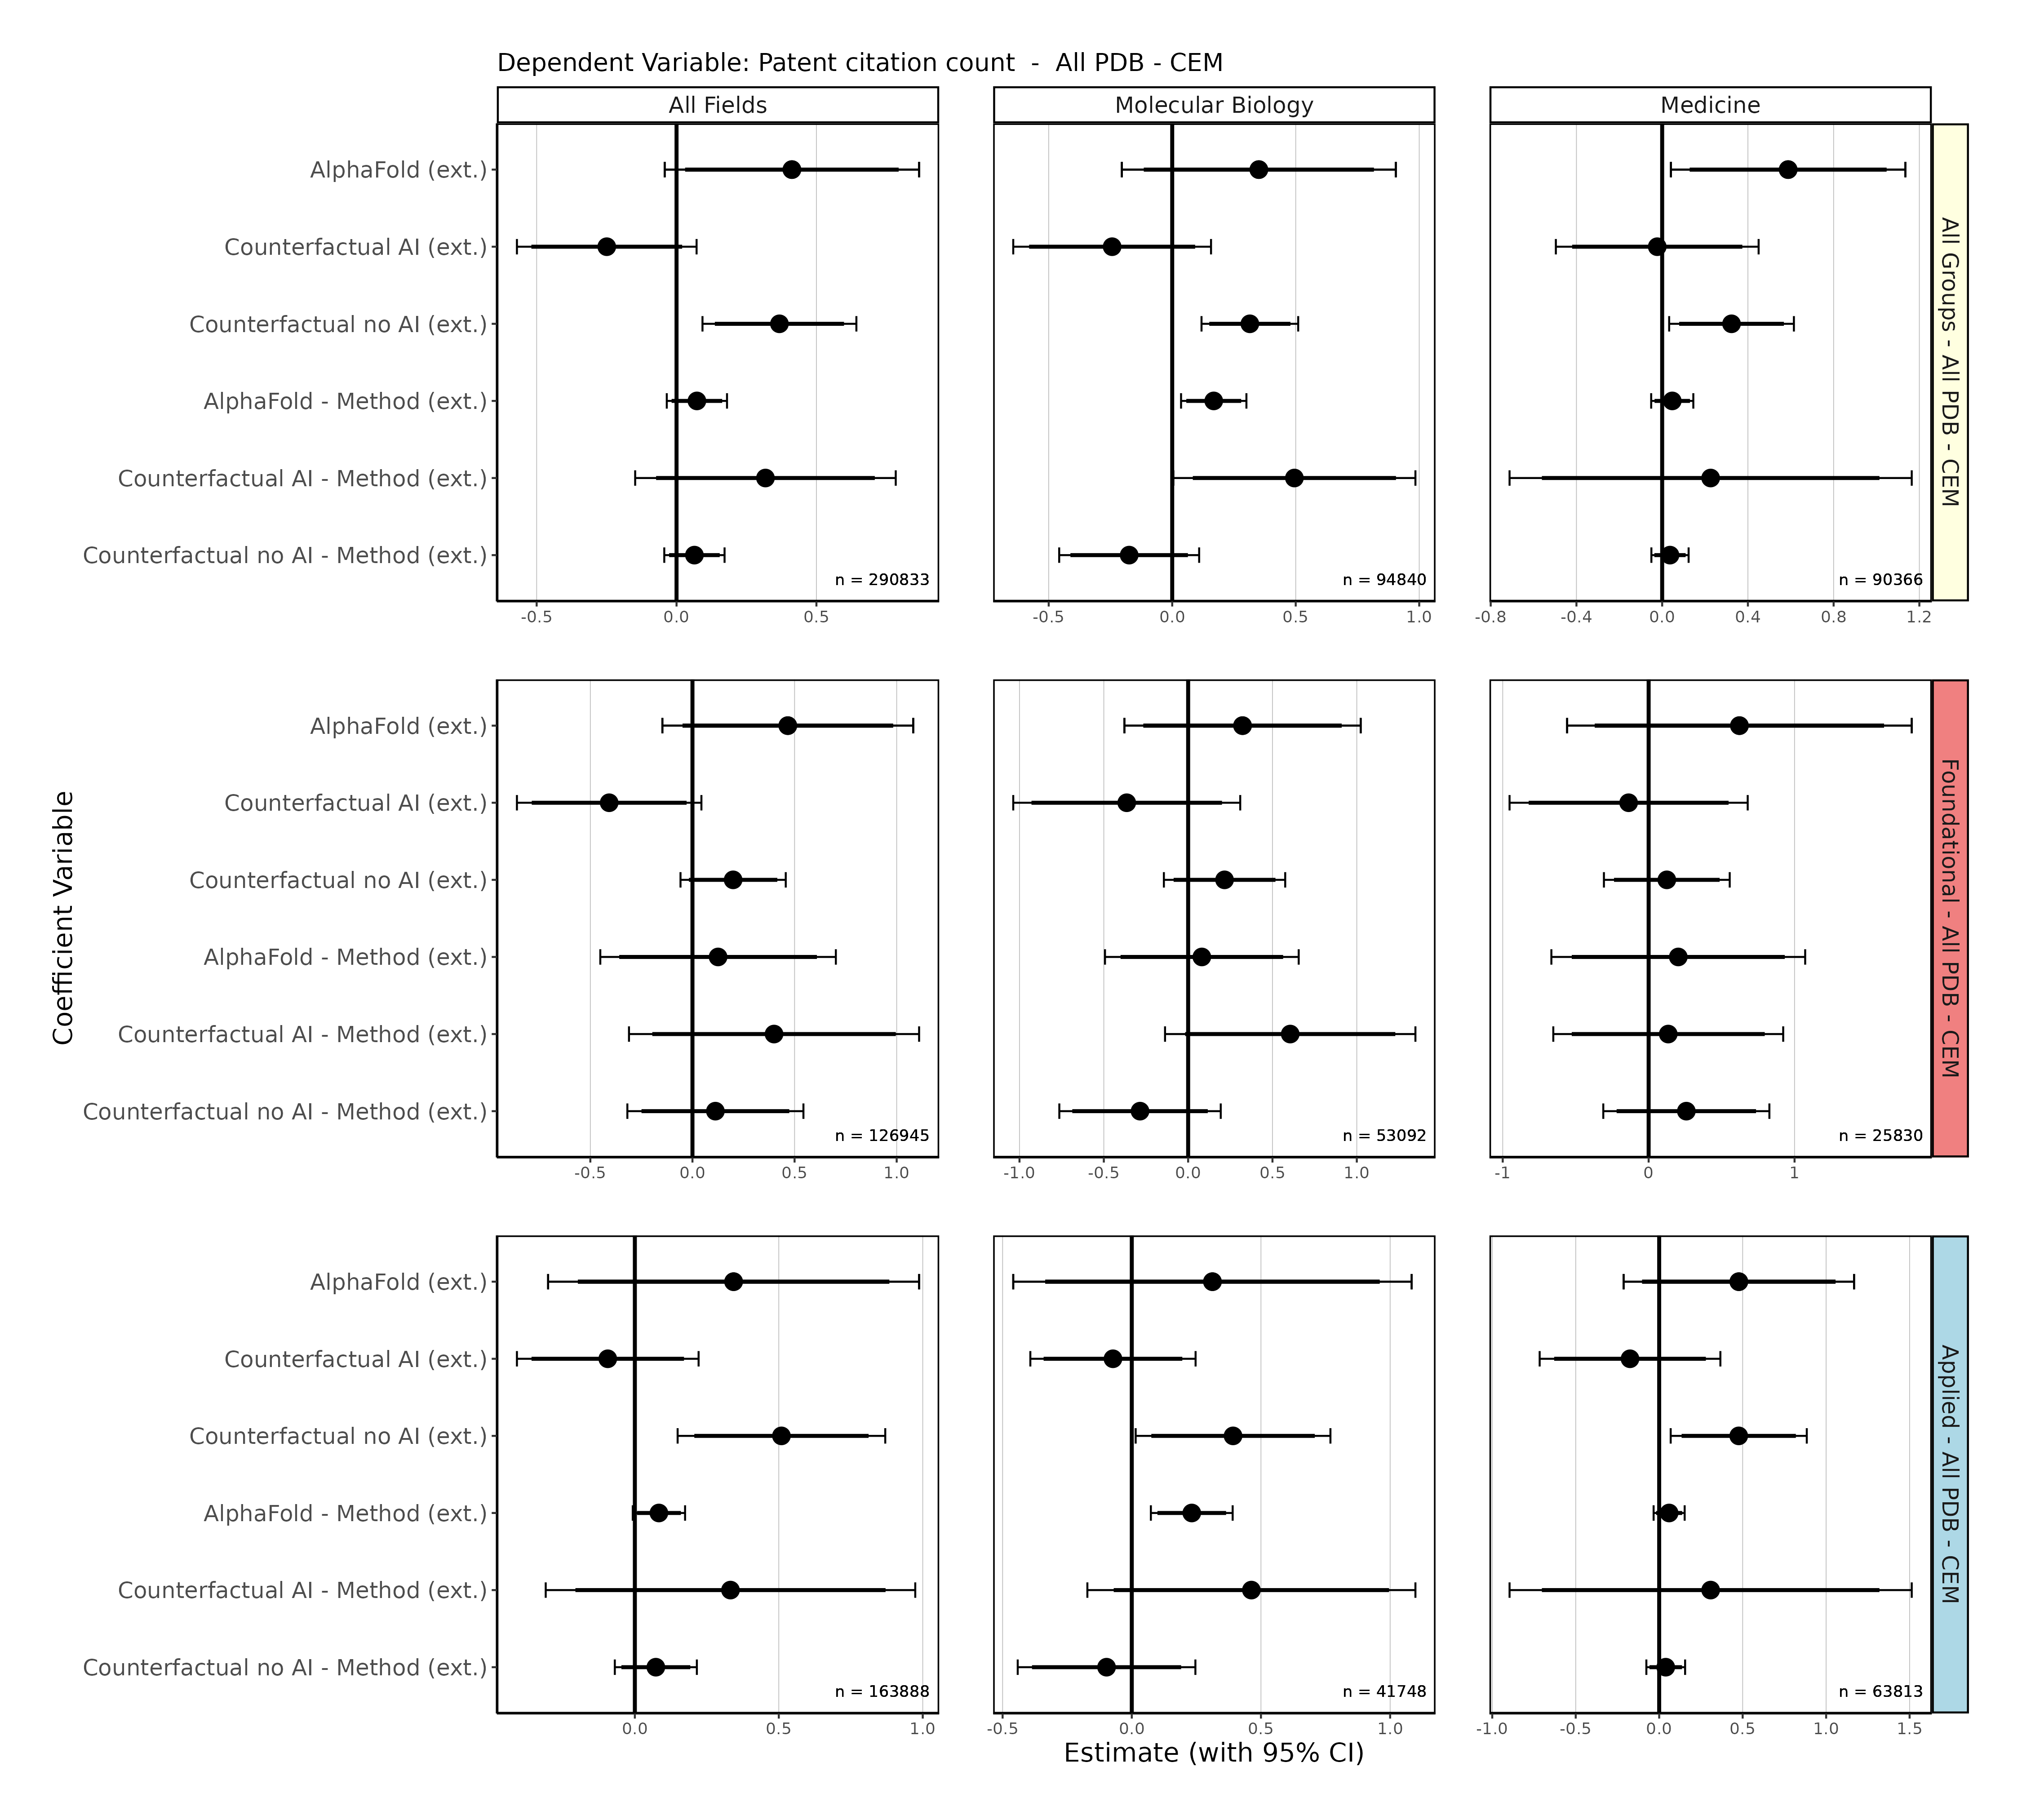 Dependent Variable: Patent citation count - All PDB - CEM
All Fields
Molecular Biology
Medicine
AlphaFold (ext.)
Counterfactual AI (ext.)
Counterfactual no AI (ext.)
AlphaFold - Method (ext.)
Counterfactual AI - Method (ext.)
Counterfactual no AI - Method (ext.)
n = 290833
n = 94840
n = 90366
All Groups - All PDB - CEM
-0.5 0.0 0.5
-0.5 0.0 0.5 1.0
-0.8 -0.4 0.0 0.4 0.8 1.2
Coefficient Variable
AlphaFold (ext.)
Counterfactual AI (ext.)
Counterfactual no AI (ext.)
AlphaFold - Method (ext.)
Counterfactual AI - Method (ext.)
Counterfactual no AI - Method (ext.)
n = 126945
n = 53092
n = 25830
Foundational - All PDB - CEM
-0.5 0.0 0.5 1.0
-1.0 -0.5 0.0 0.5 1.0
-1 0 1
AlphaFold (ext.)
Counterfactual AI (ext.)
Counterfactual no AI (ext.)
AlphaFold - Method (ext.)
Counterfactual AI - Method (ext.)
Counterfactual no AI - Method (ext.)
n = 163888
n = 41748
n = 63813
Applied - All PDB - CEM
0.0 0.5 1.0
-0.5 0.0 0.5 1.0
-1.0 -0.5 0.0 0.5 1.0 1.5
Estimate (with 95% CI)